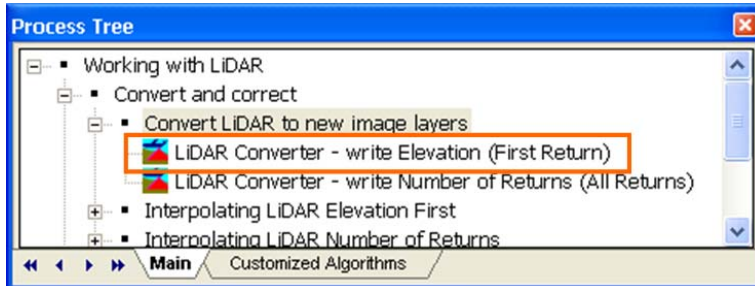 Process Tree
Working with LiDAR
Convert and correct
Convert LiDAR to new image layers
LiDAR Converter - write Elevation (First Return)
LiDAR Converter - write Number of Returns (All Returns)
Interpolating LiDAR Elevation First
Interpolating LiDAR Number of Returns
Main Customized Algorithms